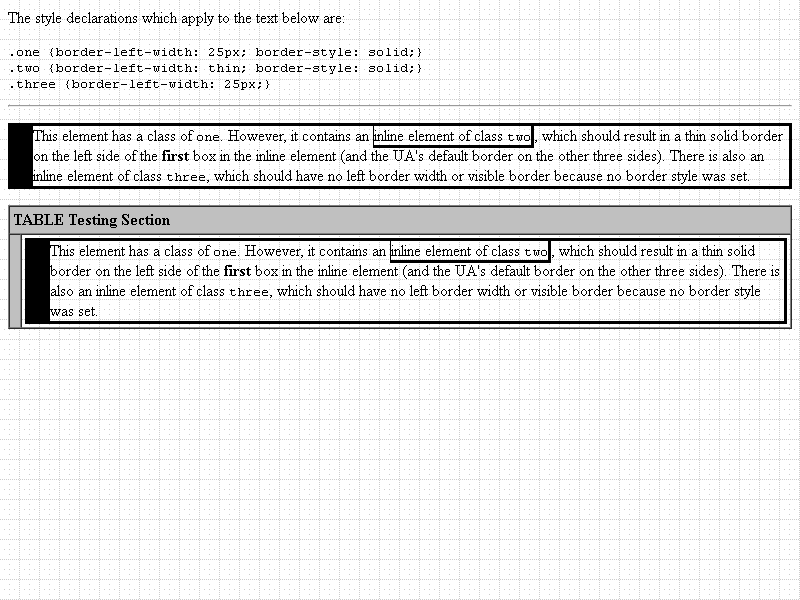 The style declarations which apply to the text below are:
.one {border-left-width: 25px; border-style: solid;}
.two {border-left-width: thin; border-style: solid;}
.three {border-left-width: 25px;}
This element has a class of one. However, it contains an inline element of class two, which should result in a thin solid border
on the left side of the first box in the inline element (and the UA's default border on the other three sides). There is also an
inline element of class three, which should have no left border width or visible border because no border style was set.
TABLE Testing Section
This element has a class of one. However, it contains an inline element of class two, which should result in a thin solid
border on the left side of the first box in the inline element (and the UA's default border on the other three sides). There is
also an inline element of class three, which should have no left border width or visible border because no border style
was set.